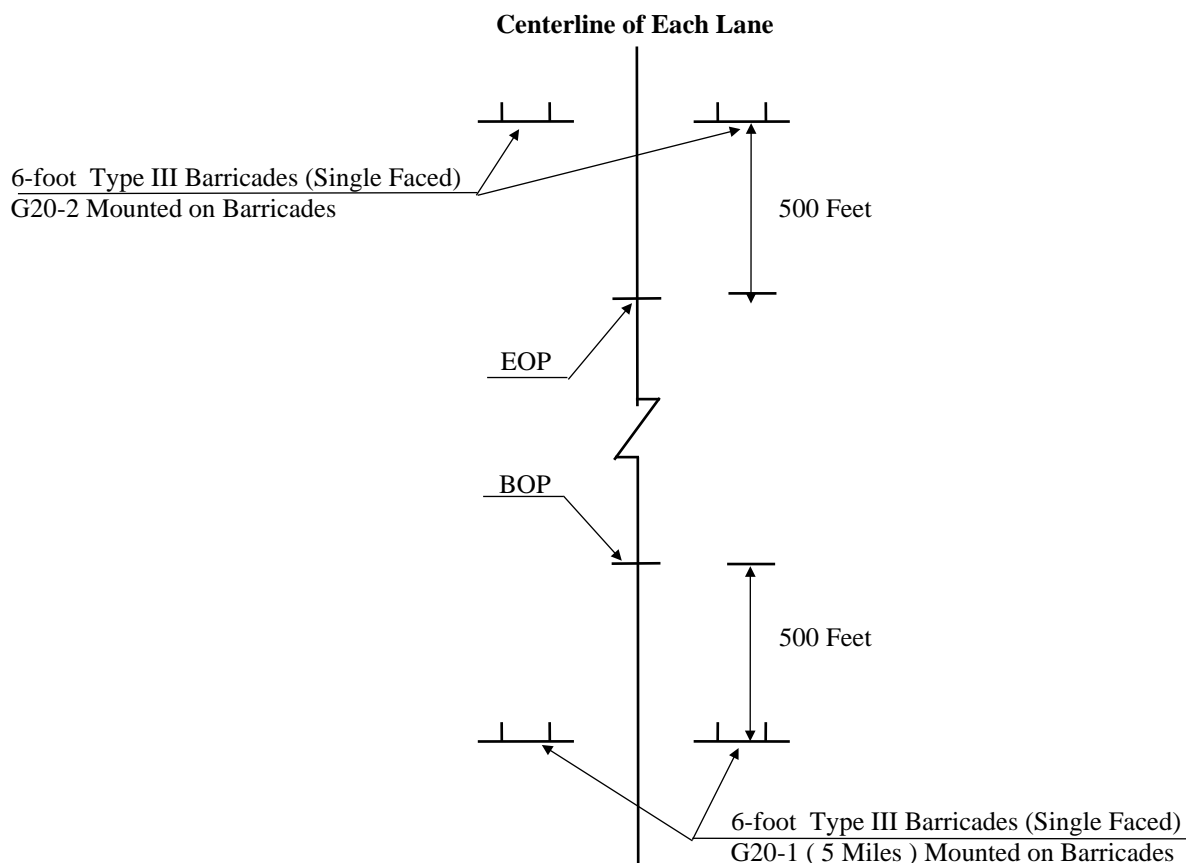 Centerline of Each Lane
6-foot Type III Barricades (Single Faced)
G20-2 Mounted on Barricades
500 Feet
EOP
BOP
500 Feet
6-foot Type III Barricades (Single Faced)
G20-1 ( 5 Miles ) Mounted on Barricades